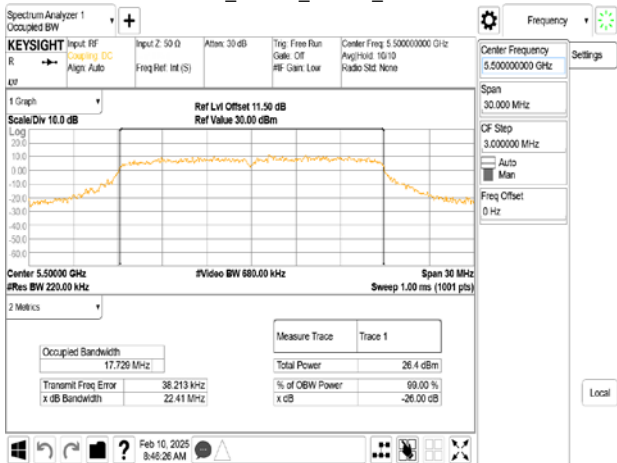 Spectrum Analyzer 1
Occupied BW
Frequency
KEYSIGHT
R
Input: RF
Coupling: DC
Align: Auto
Input Z: 50 Ω
Freq Ref: Int (S)
Atten: 30 dB
Trig: Free Run
Gate: Off
#IF Gain: Low
Center Freq: 5.500000000 GHz
Avg|Hold: 10/10
Radio Std: None
Center Frequency
5.500000000 GHz
Settings
Span
30.000 MHz
CF Step
3.000000 MHz
Auto
Man
Freq Offset
0 Hz
1 Graph
Scale/Div 10.0 dB
Ref Lvl Offset 11.50 dB
Ref Value 30.00 dBm
Log
20.0
10.0
0.00
-10.0
-20.0
-30.0
-40.0
-50.0
-60.0
Center 5.50000 GHz
#Video BW 680.00 kHz
Span 30 MHz
#Res BW 220.00 kHz
Sweep 1.00 ms (1001 pts)
2 Metrics
Measure Trace
Trace 1
Occupied Bandwidth
17.729 MHz
Total Power
26.4 dBm
Transmit Freq Error
38.213 kHz
% of OBW Power
99.00 %
x dB Bandwidth
22.41 MHz
x dB
-26.00 dB
Local
Feb 10, 2025
8:46:26 AM